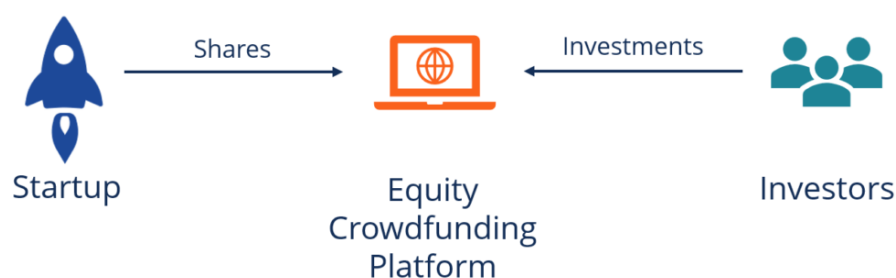 Shares
Investments
Startup
Equity
Crowdfunding
Platform
Investors